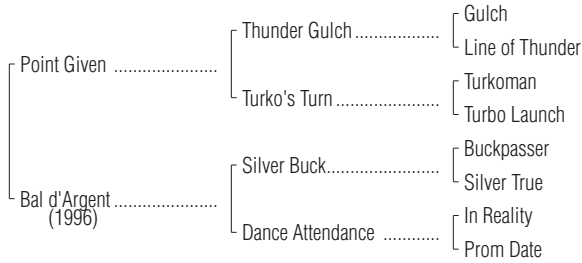 Gulch
Thunder Gulch ..................
Line of Thunder
Point Given ......................
Turkoman
Turko's Turn ......................
Turbo Launch
Buckpasser
Silver Buck........................
Silver True
Bal d'Argent ......................
(1996)
In Reality
Dance Attendance ............
Prom Date